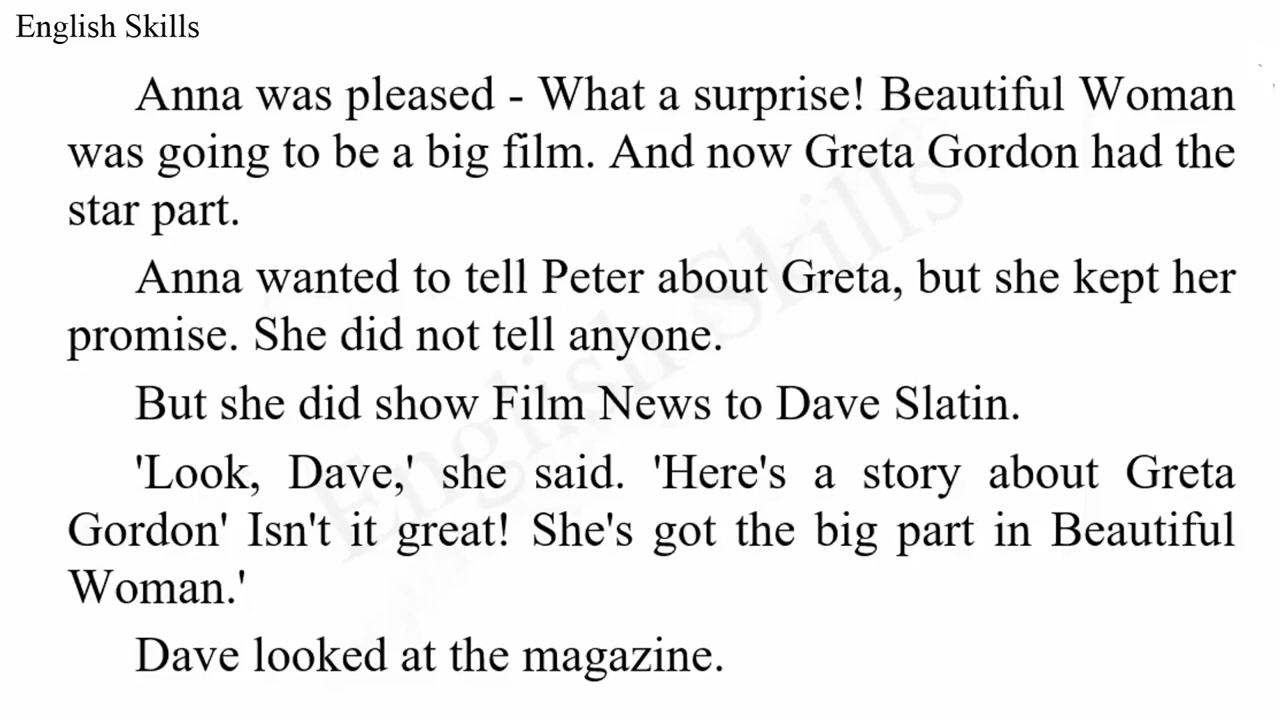 English Skills
Anna was pleased - What a surprise! Beautiful Woman
was going to be a big film. And now Greta Gordon had the
star part.
Anna wanted to tell Peter about Greta, but she kept her
promise. She did not tell anyone.
But she did show Film News to Dave Slatin.
'Look, Dave,' she said. 'Here's a story about Greta
Gordon' Isn't it great! She's got the big part in Beautiful
Woman.'
Dave looked at the magazine.
English Skills